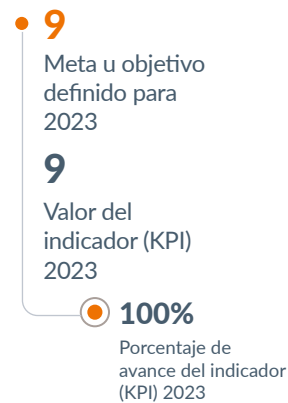 9
Meta u objetivo
definido para
2023
9
Valor del
indicador (KPI)
2023
100%
Porcentaje de
avance del indicador
(KPI) 2023